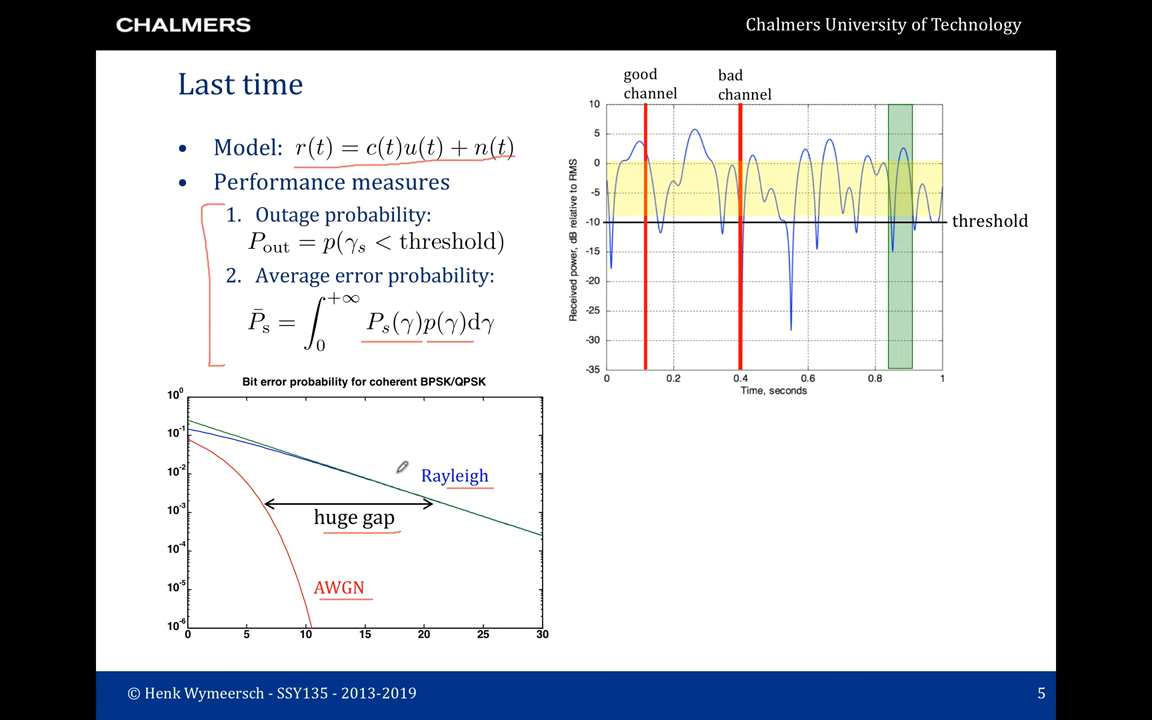 CHALMERS
Chalmers University of Technology
Last time
• Model: r(t) = c(t)u(t) + n(t)
• Performance measures
1. Outage probability:
P_out = p(γ_s < threshold)
2. Average error probability:
P̄_s = ∫_0^{+∞} P_s(γ)p(γ)dγ
Bit error probability for coherent BPSK/QPSK
10^0
10^-1
10^-2
10^-3
10^-4
10^-5
10^-6
0 5 10 15 20 25 30
Rayleigh
huge gap
AWGN
good channel
bad channel
Received power, dB relative to RMS
10
5
0
-5
-10
-15
-20
-25
-30
-35
0 0.2 0.4 0.6 0.8 1
Time, seconds
threshold
© Henk Wymeersch - SSY135 - 2013-2019
5